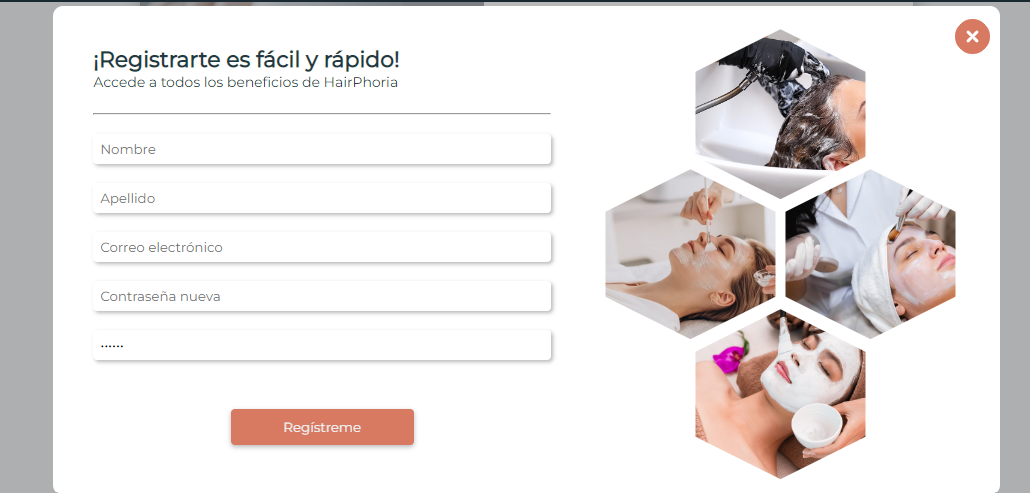 ¡Registrarte es fácil y rápido!
Accede a todos los beneficios de HairPhoria
Nombre
Apellido
Correo electrónico
Contraseña nueva
......
Regístreme